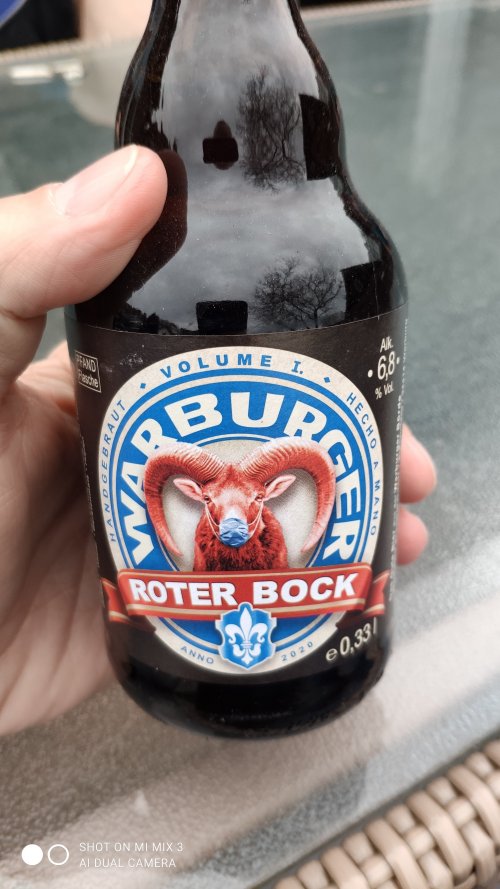 Alk.
6,8
% Vol.
PFAND
Flasche
VOLUME I.
HANDGEBRAUT
HECHO A MANO
WARBURGER
ROTER BOCK
ANNO 2020
e 0,33 l
SHOT ON MI MIX 3
AI DUAL CAMERA